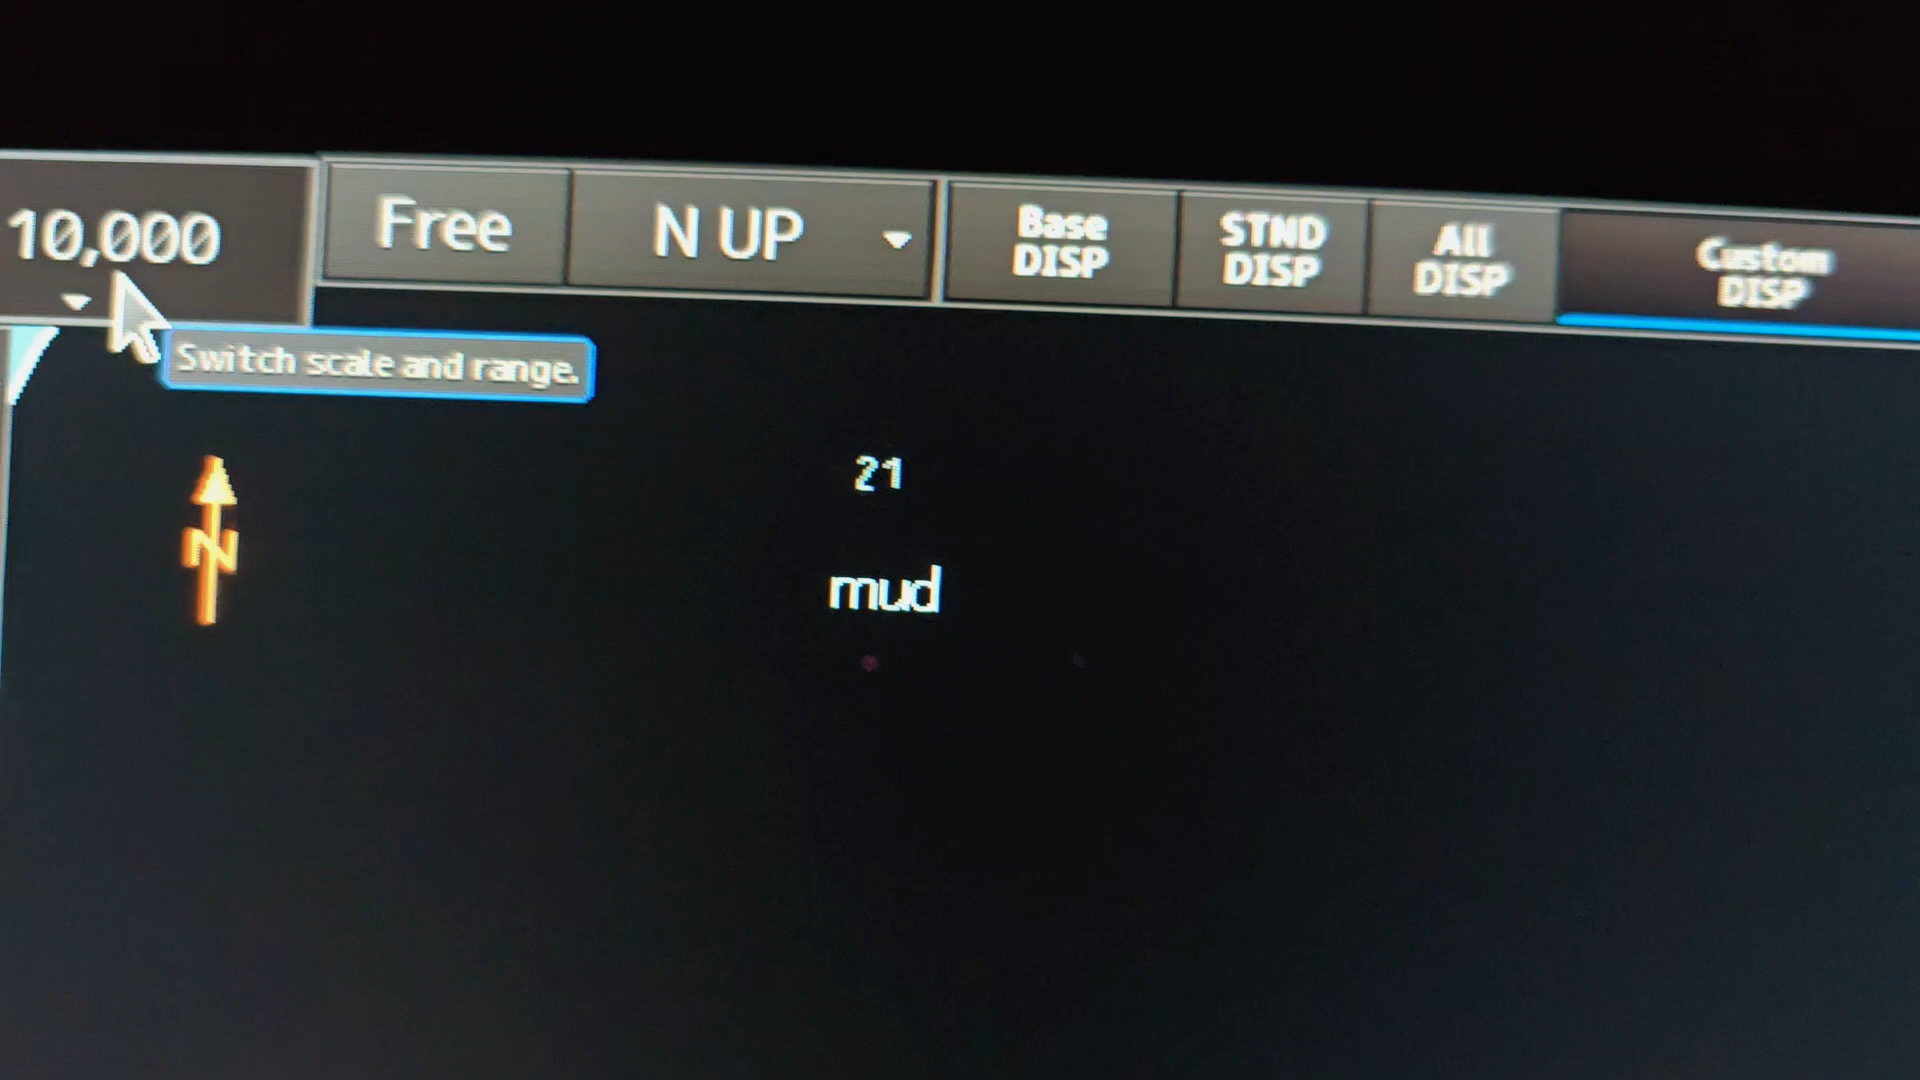 10,000
Free
N UP
Base
DISP
STND
DISP
All
DISP
Custom
DISP
Switch scale and range.
21
N
mud